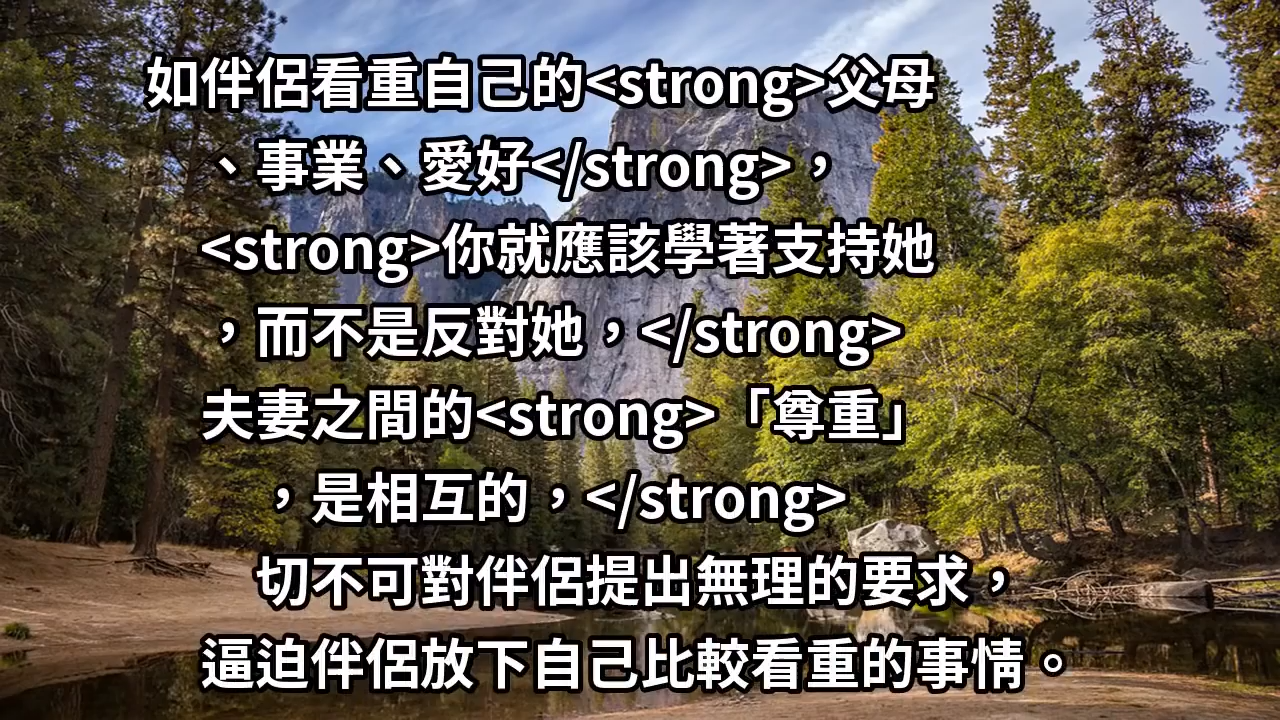 如伴侶看重自己的<strong>父母
、事業、愛好</strong>，
<strong>你就應該學著支持她
，而不是反對她，</strong>
夫妻之間的<strong>「尊重」
，是相互的，</strong>
切不可對伴侶提出無理的要求，
逼迫伴侶放下自己比較看重的事情。